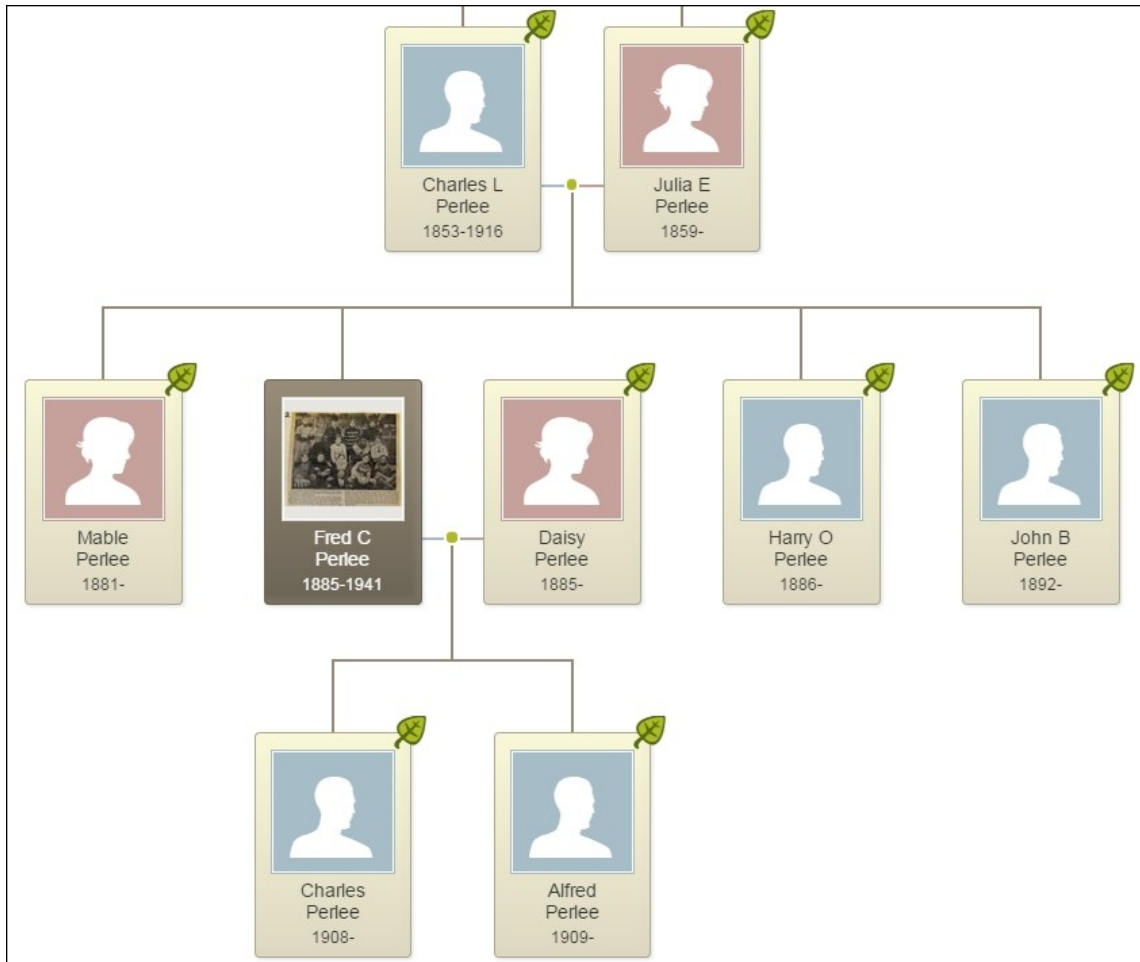 Charles L
Perlee
1853-1916
Julia E
Perlee
1859-
Mable
Perlee
1881-
Fred C
Perlee
1885-1941
Daisy
Perlee
1885-
Harry O
Perlee
1886-
John B
Perlee
1892-
Charles
Perlee
1908-
Alfred
Perlee
1909-